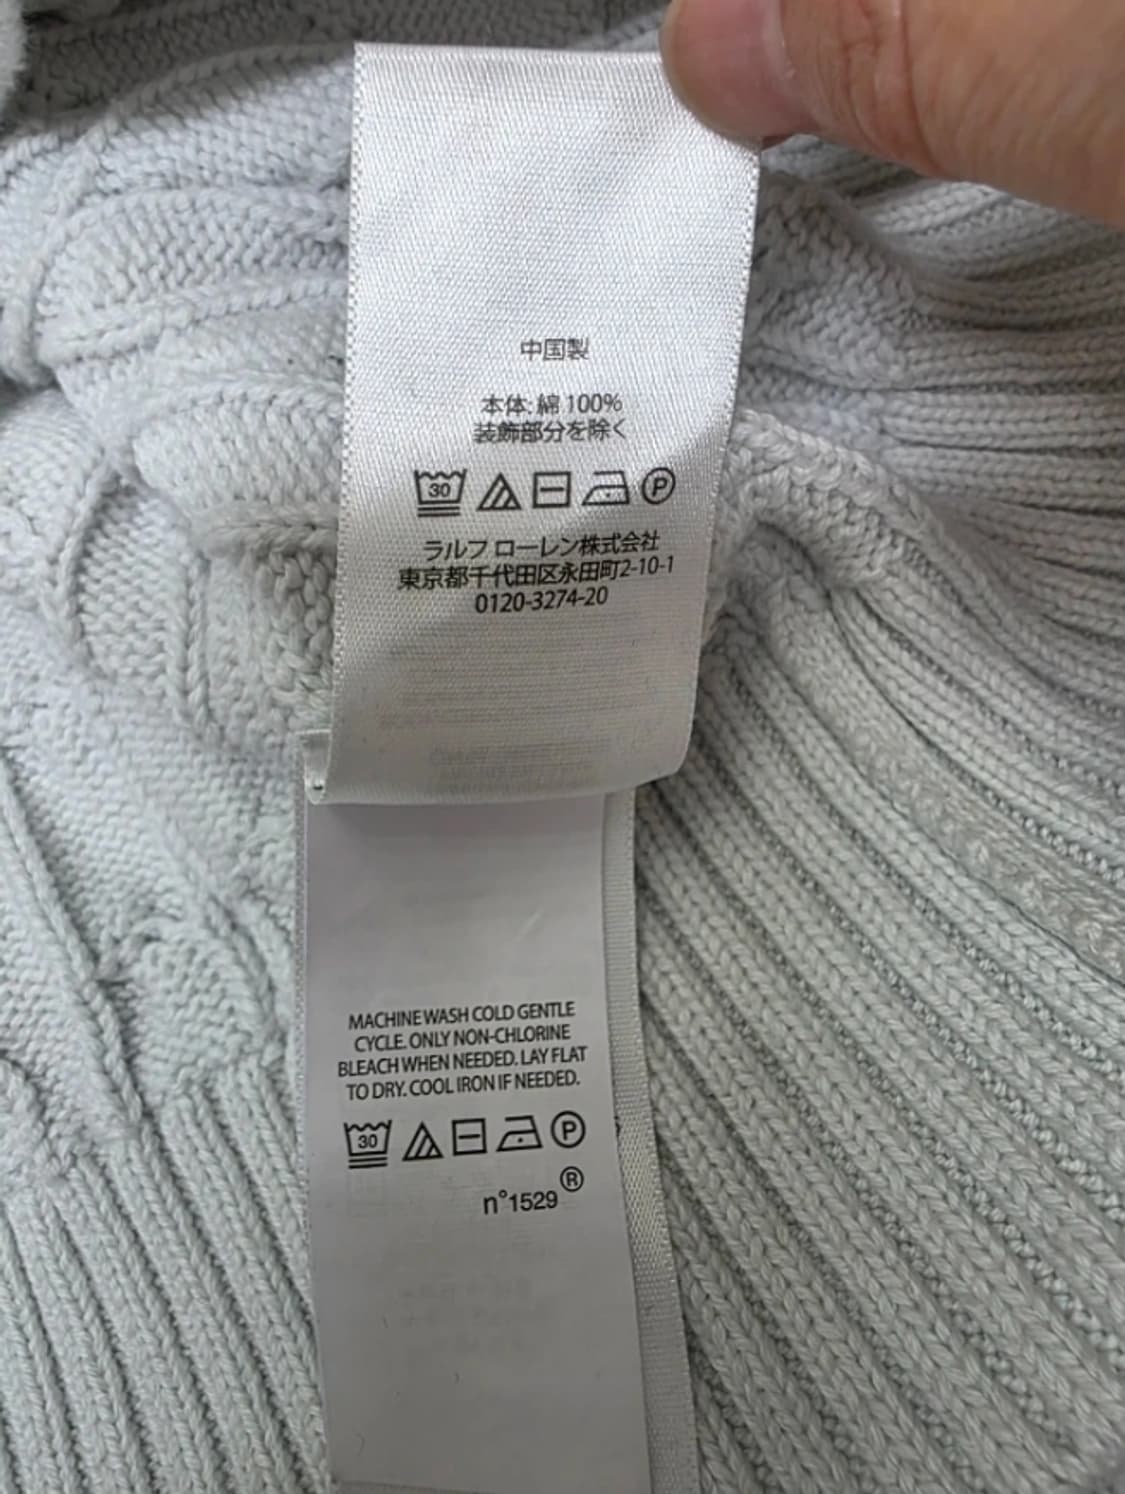 中国製
本体: 綿 100%
装飾部分を除く
30 P
ラルフ ローレン株式会社
東京都千代田区永田町2-10-1
0120-3274-20
MACHINE WASH COLD GENTLE
CYCLE. ONLY NON-CHLORINE
BLEACH WHEN NEEDED. LAY FLAT
TO DRY. COOL IRON IF NEEDED.
30 P
n°1529®